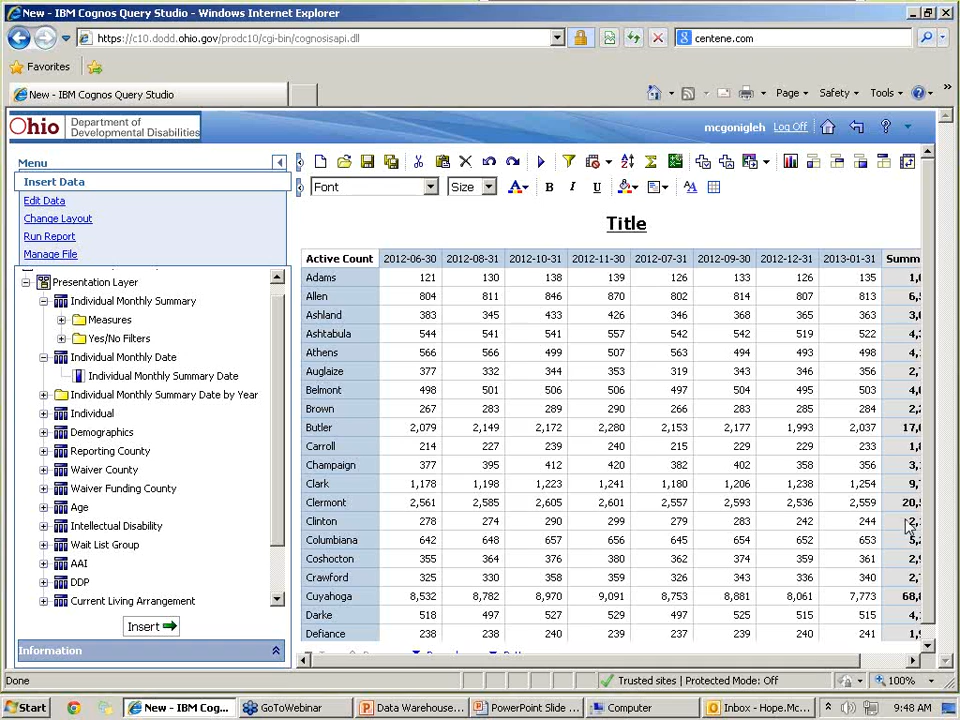 New - IBM Cognos Query Studio - Windows Internet Explorer
https://c10.dodd.ohio.gov/prodc10/cgi-bin/cognosisapi.dll
centene.com
Favorites
New - IBM Cognos Query Studio
Page
Safety
Tools
Ohio
Department of
Developmental Disabilities
mcgonigleh
Log Off
Menu
Insert Data
Edit Data
Change Layout
Run Report
Manage File
Font
Size
Title
Presentation Layer
Individual Monthly Summary
Measures
Yes/No Filters
Individual Monthly Date
Individual Monthly Summary Date
Individual Monthly Summary Date by Year
Individual
Demographics
Reporting County
Waiver County
Waiver Funding County
Age
Intellectual Disability
Wait List Group
AAI
DDP
Current Living Arrangement
Insert
Information
Active Count 2012-06-30 2012-08-31 2012-10-31 2012-11-30 2012-07-31 2012-09-30 2012-12-31 2013-01-31 Summ
Adams 121 130 138 139 126 133 126 135
Allen 804 811 846 870 802 814 807 813
Ashland 383 345 433 426 346 368 365 363
Ashtabula 544 541 541 557 542 542 519 522
Athens 566 566 499 507 563 494 493 498
Auglaize 377 332 344 353 319 343 346 356
Belmont 498 501 506 506 497 504 495 503
Brown 267 283 289 290 266 283 285 284
Butler 2,079 2,149 2,172 2,280 2,153 2,177 1,993 2,037
Carroll 214 227 239 240 215 229 229 233
Champaign 377 395 412 420 382 402 358 356
Clark 1,178 1,198 1,223 1,241 1,180 1,206 1,238 1,254
Clermont 2,561 2,585 2,605 2,601 2,557 2,593 2,536 2,559
Clinton 278 274 290 299 279 283 242 244
Columbiana 642 648 657 656 645 654 652 653
Coshocton 355 364 376 380 362 374 359 361
Crawford 325 330 358 359 326 343 336 340
Cuyahoga 8,532 8,782 8,970 9,091 8,753 8,881 8,061 7,773
Darke 518 497 527 529 497 525 515 515
Defiance 238 238 240 239 237 239 240 241
Done
Trusted sites | Protected Mode: Off
100%
Start
New - IBM Cog...
GoToWebinar
Data Warehouse...
PowerPoint Slide ...
Computer
Inbox - Hope.Mc...
9:48 AM